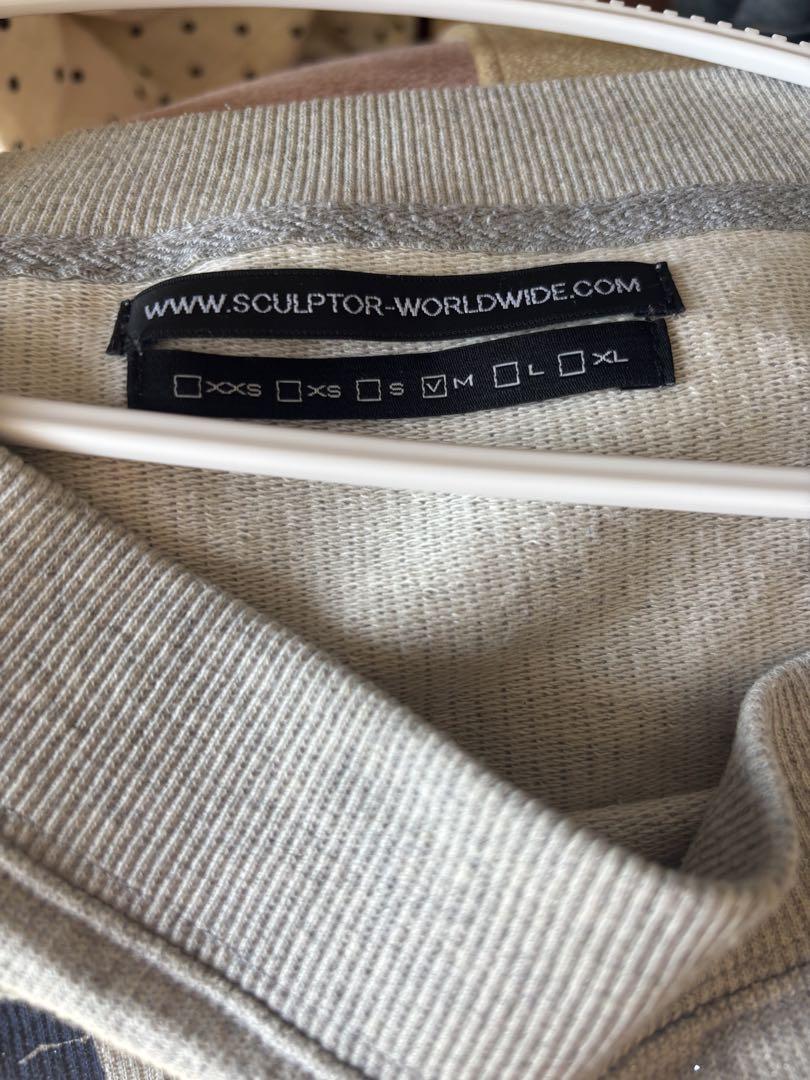 WWW.SCULPTOR-WORLDWIDE.COM
☐XXS ☐XS ☐S ☑M ☐L ☐XL